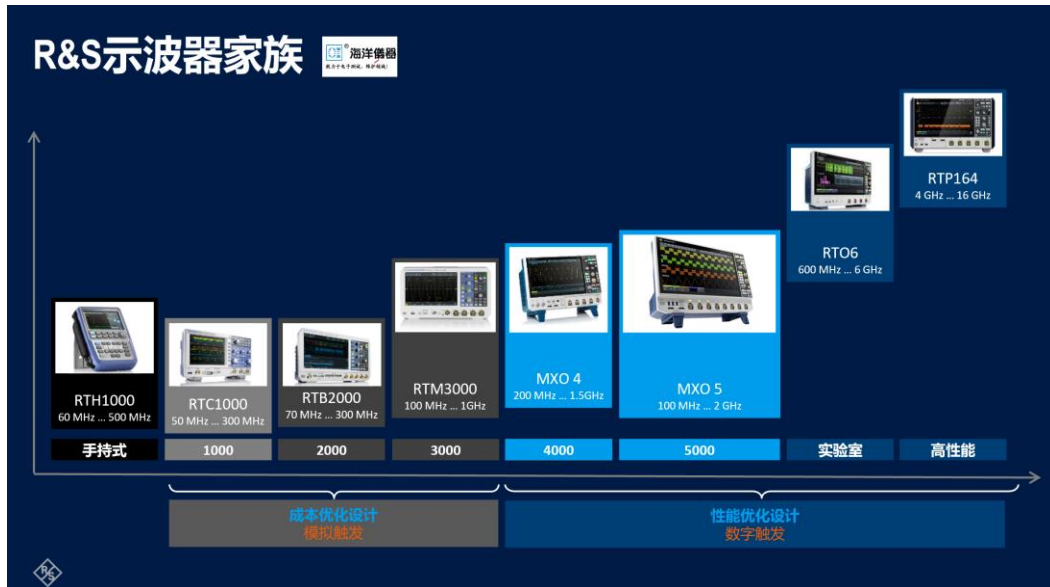 R&S示波器家族
海洋儀器
RTH1000
60 MHz ... 500 MHz
RTC1000
50 MHz ... 300 MHz
RTB2000
70 MHz ... 300 MHz
RTM3000
100 MHz ... 1GHz
MXO 4
200 MHz ... 1.5GHz
MXO 5
100 MHz ... 2 GHz
RTO6
600 MHz ... 6 GHz
RTP164
4 GHz ... 16 GHz
手持式 1000 2000 3000 4000 5000 实验室 高性能
成本优化设计
模拟触发
性能优化设计
数字触发
R&S